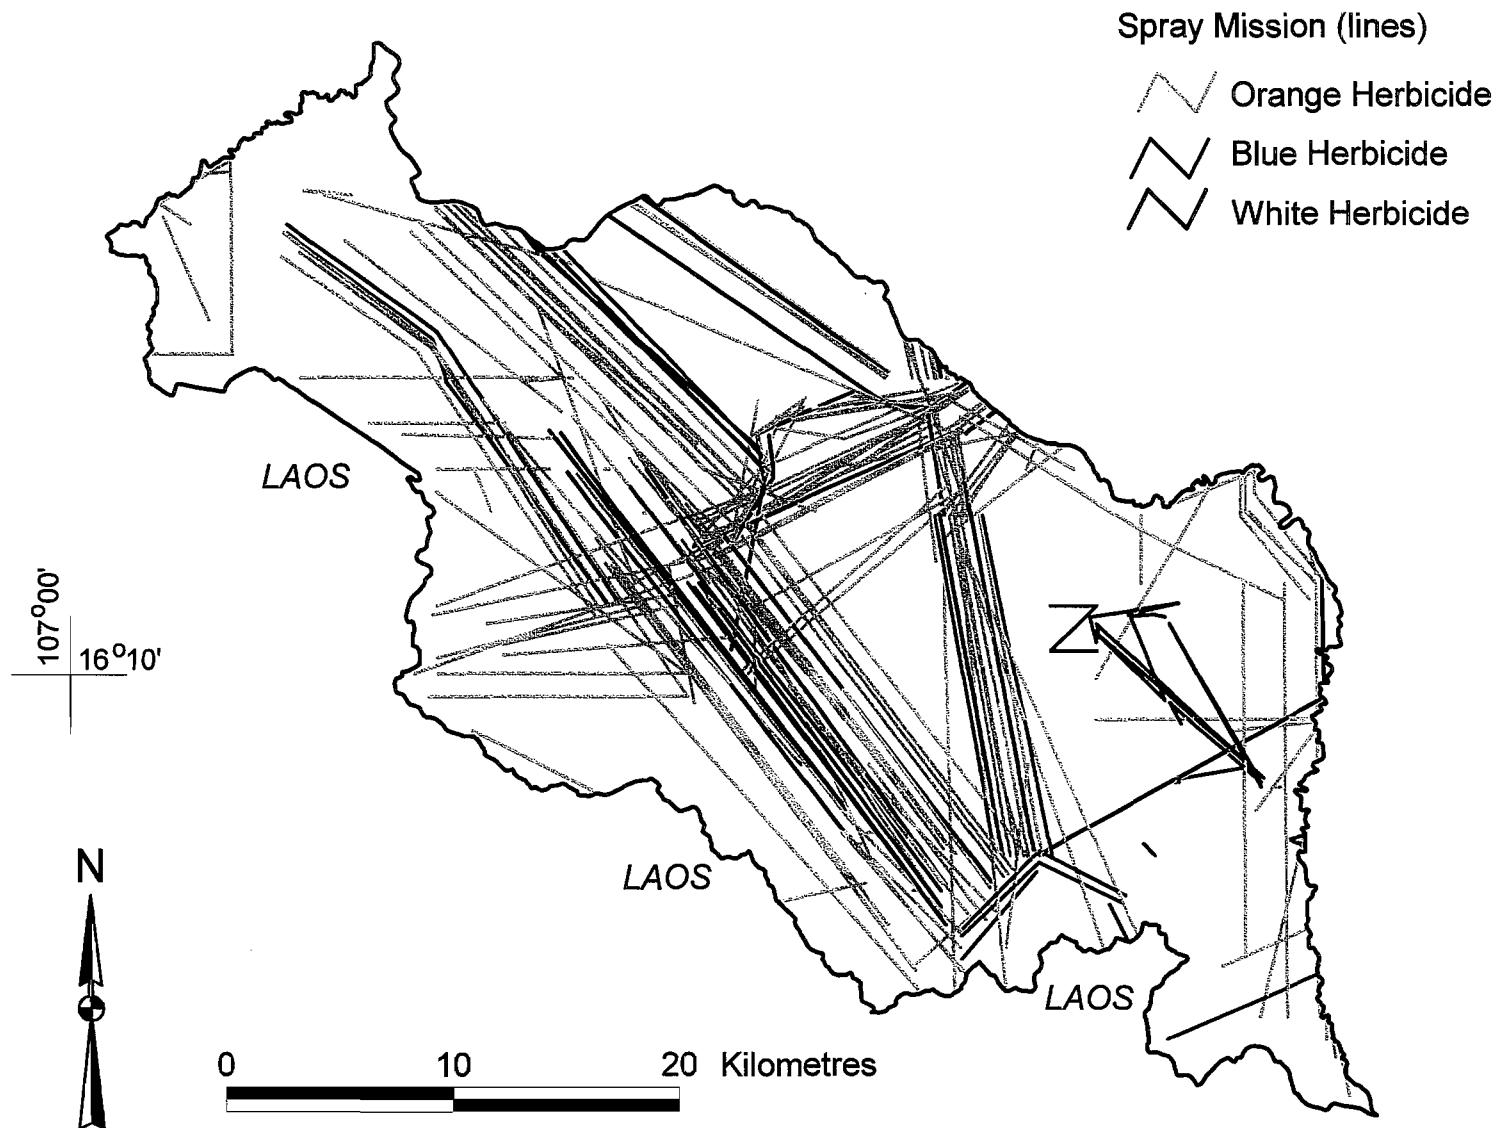 Spray Mission (lines)
Orange Herbicide
Blue Herbicide
White Herbicide
LAOS
107°00'
16°10'
LAOS
N
LAOS
0 10 20 Kilometres